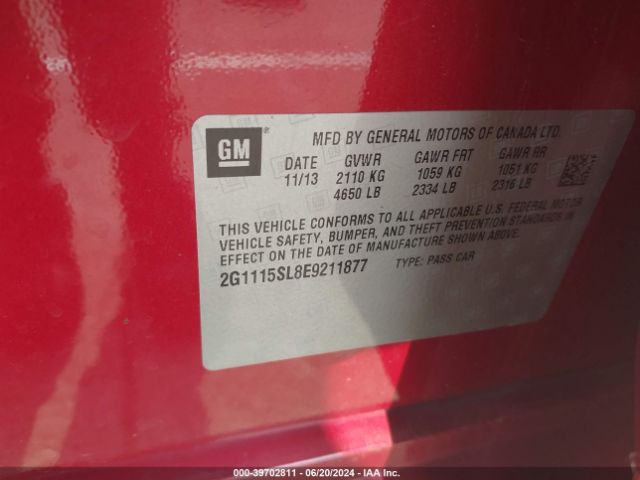 GM
MFD BY GENERAL MOTORS OF CANADA LTD.
DATE GVWR GAWR FRT GAWR RR
11/13 2110 KG 1059 KG 1051 KG
4650 LB 2334 LB 2316 LB
THIS VEHICLE CONFORMS TO ALL APPLICABLE U.S. FEDERAL MOTOR
VEHICLE SAFETY, BUMPER, AND THEFT PREVENTION STANDARDS IN
EFFECT ON THE DATE OF MANUFACTURE SHOWN ABOVE.
2G1115SL8E9211877 TYPE: PASS CAR
000-39702811 - 06/20/2024 - IAA Inc.